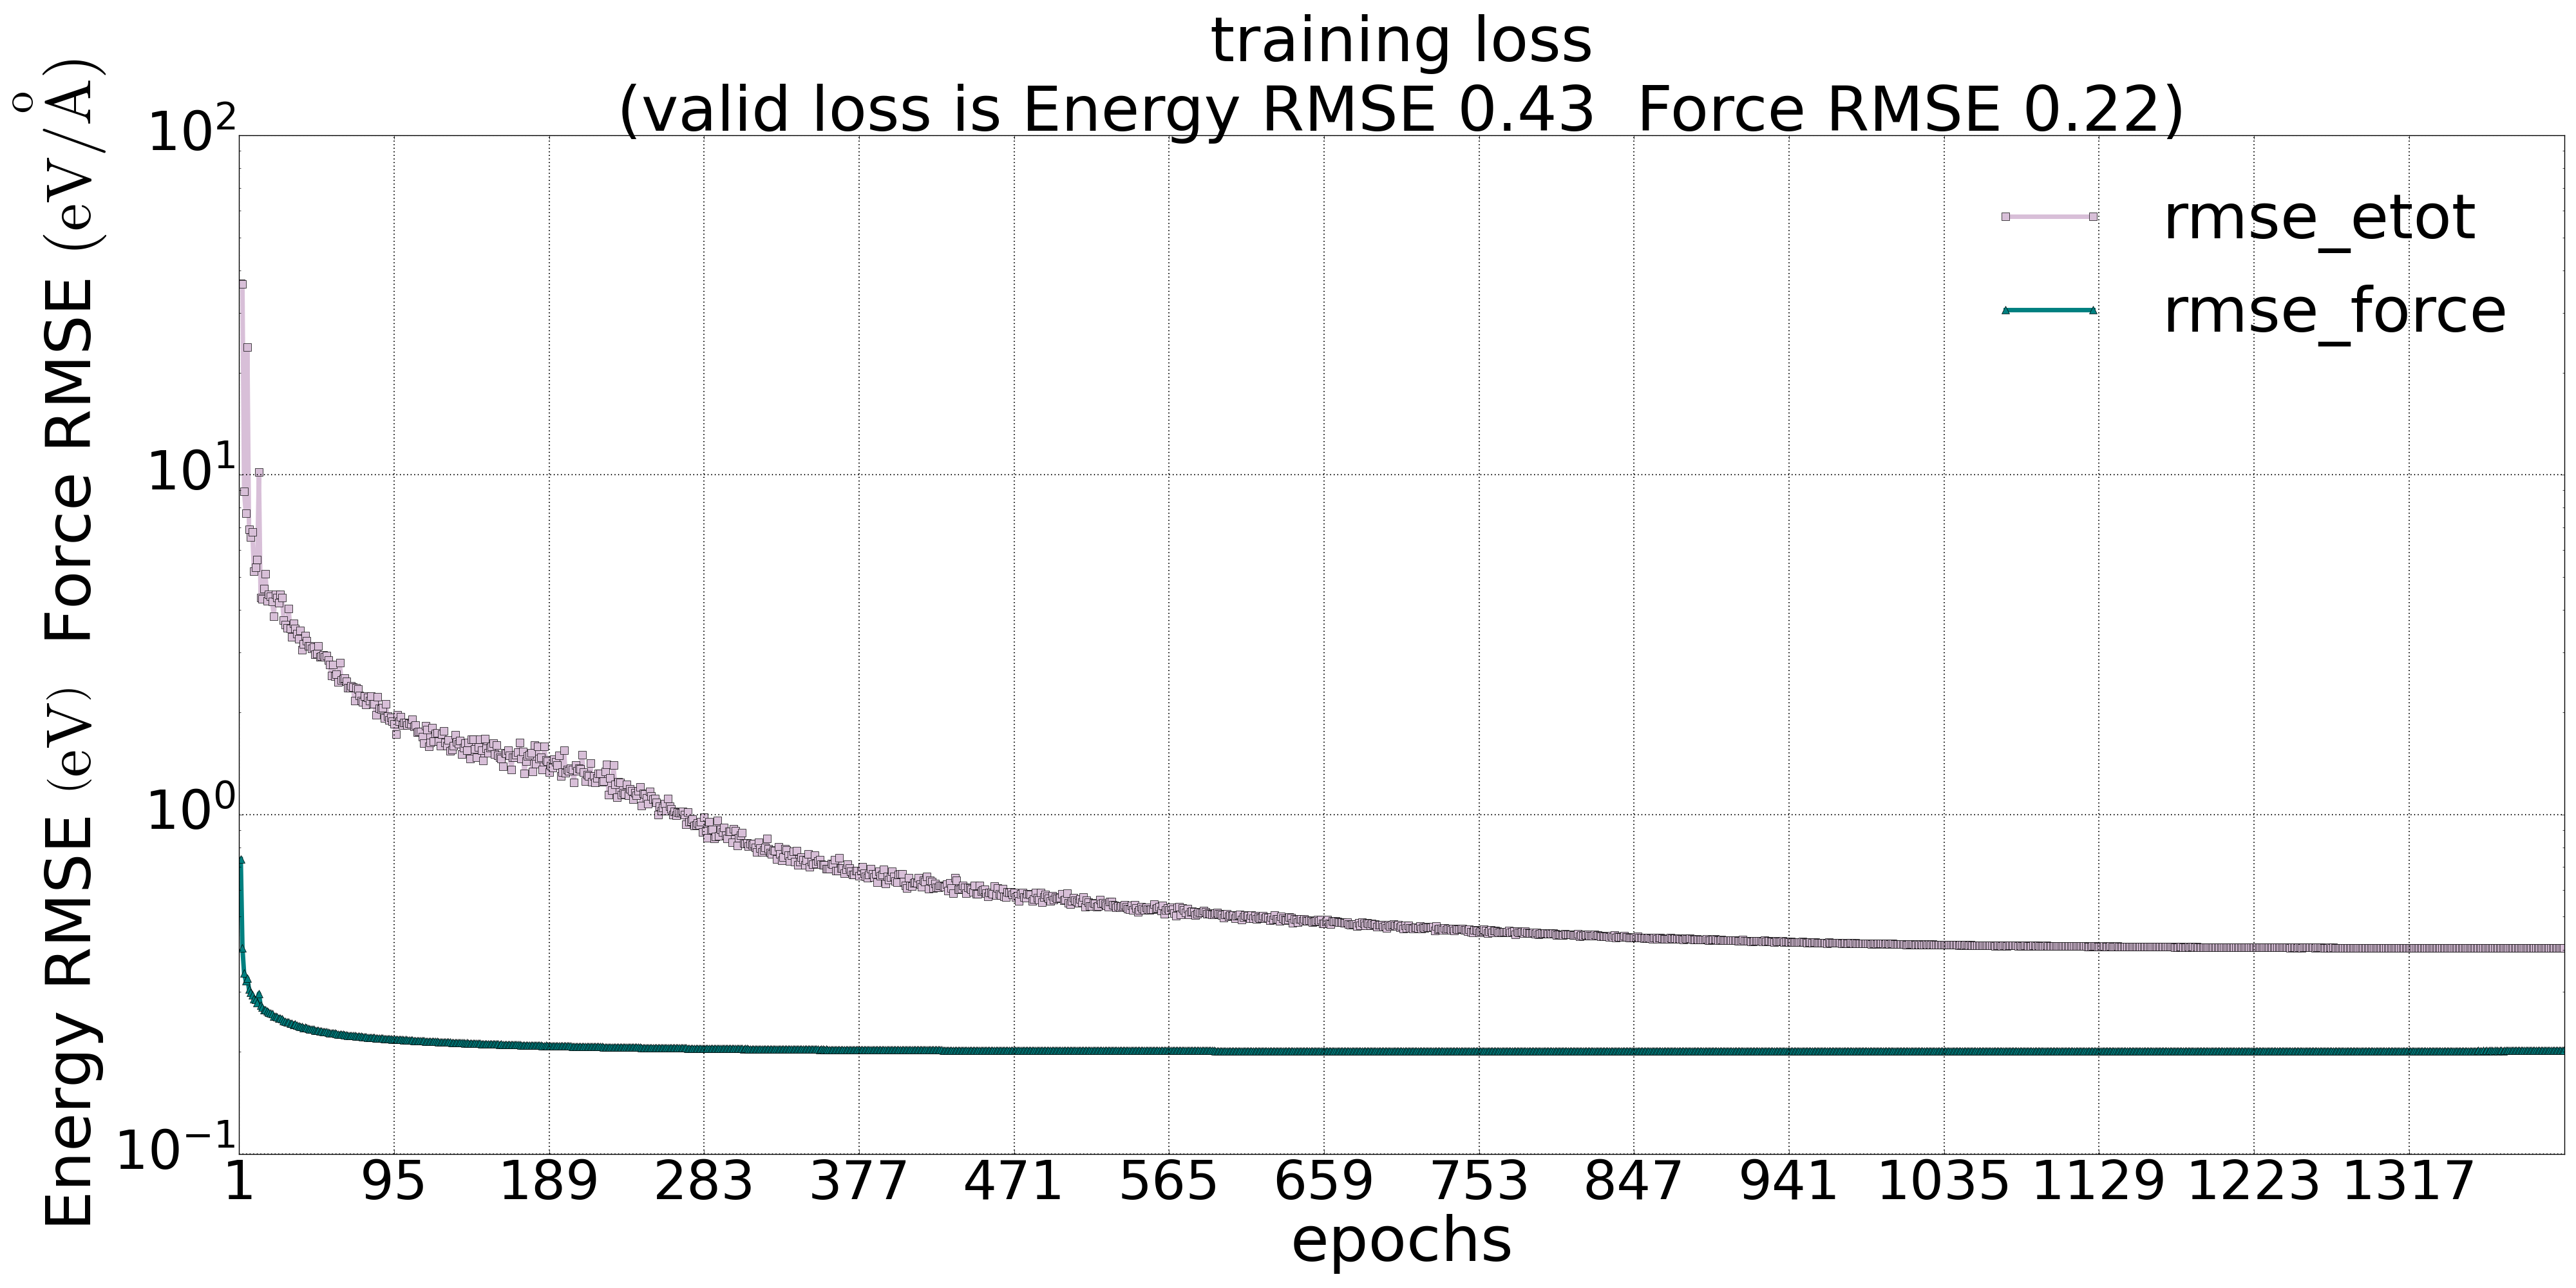 training loss
(valid loss is Energy RMSE 0.43  Force RMSE 0.22)
Energy RMSE (eV)  Force RMSE (eV/Å)
10²
10¹
10⁰
10⁻¹
rmse_etot
rmse_force
1 95 189 283 377 471 565 659 753 847 941 1035 1129 1223 1317
epochs